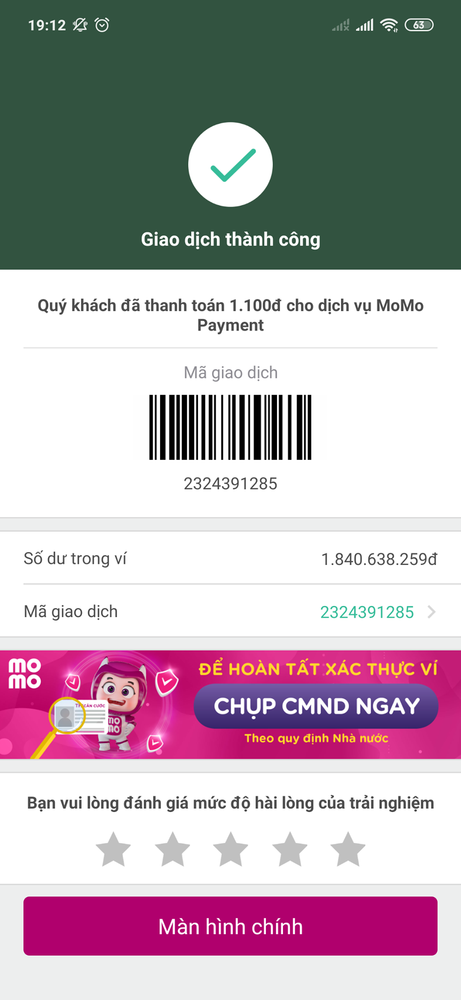 19:12
63
Giao dịch thành công
Quý khách đã thanh toán 1.100đ cho dịch vụ MoMo
Payment
Mã giao dịch
2324391285
Số dư trong ví 1.840.638.259đ
Mã giao dịch 2324391285
mo
mo
THẺ CĂN CƯỚC
mo
mo
ĐỂ HOÀN TẤT XÁC THỰC VÍ
CHỤP CMND NGAY
Theo quy định Nhà nước
Bạn vui lòng đánh giá mức độ hài lòng của trải nghiệm
Màn hình chính